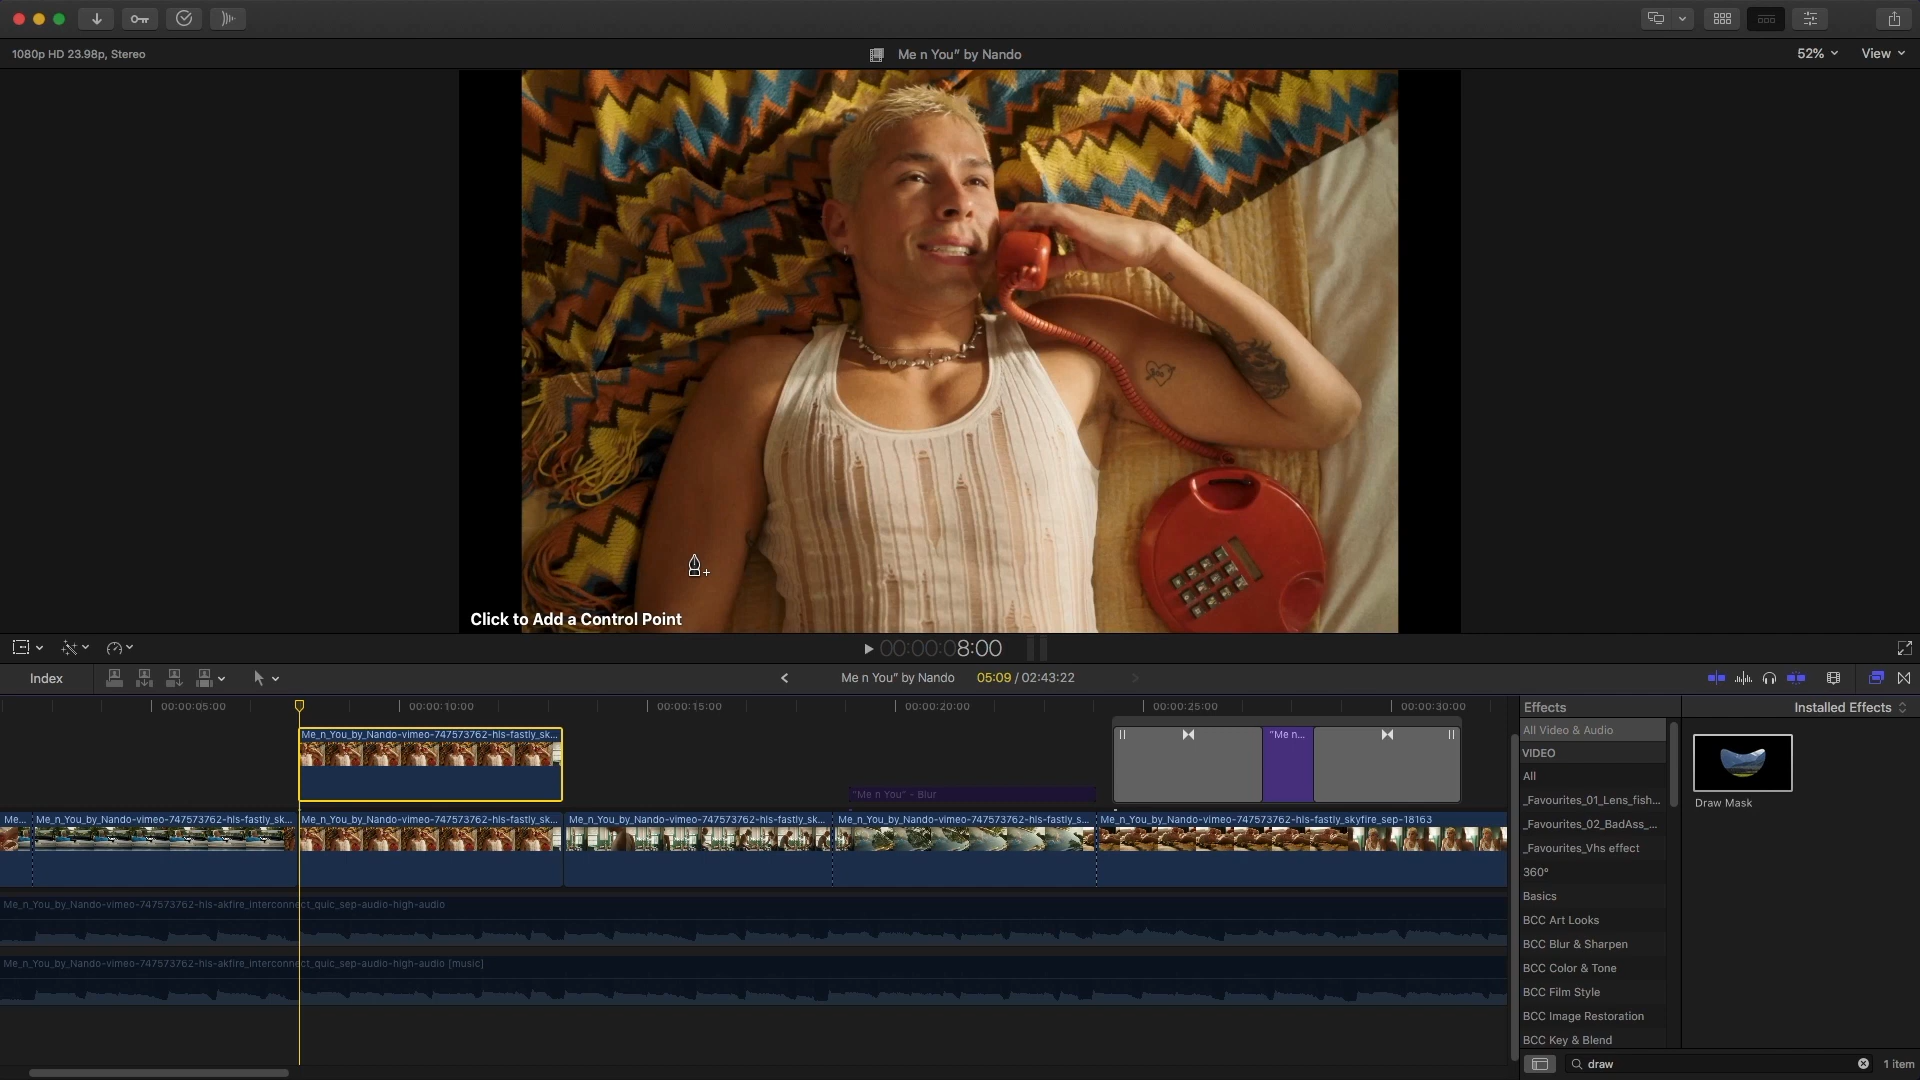 1080p HD 23.98p, Stereo
Me n You” by Nando
52%
View
Click to Add a Control Point
00:00:08:00
Index
Me n You” by Nando
05:09 / 02:43:22
00:00:05:00
00:00:10:00
00:00:15:00
00:00:20:00
00:00:25:00
00:00:30:00
Me_n_You_by_Nando-vimeo-747573762-hls-fastly_sk...
"Me n...
"Me n You" - Blur
Me...
Me_n_You_by_Nando-vimeo-747573762-hls-fastly_sk...
Me_n_You_by_Nando-vimeo-747573762-hls-fastly_sk...
Me_n_You_by_Nando-vimeo-747573762-hls-fastly_sk...
Me_n_You_by_Nando-vimeo-747573762-hls-fastly_s...
Me_n_You_by_Nando-vimeo-747573762-hls-fastly_skyfire_sep-18163
Me_n_You_by_Nando-vimeo-747573762-hls-akfire_interconnect_quic_sep-audio-high-audio
Me_n_You_by_Nando-vimeo-747573762-hls-akfire_interconnect_quic_sep-audio-high-audio [music]
Effects
Installed Effects
All Video & Audio
VIDEO
All
_Favourites_01_Lens_fish...
_Favourites_02_BadAss_...
_Favourites_Vhs effect
360°
Basics
BCC Art Looks
BCC Blur & Sharpen
BCC Color & Tone
BCC Film Style
BCC Image Restoration
BCC Key & Blend
Draw Mask
draw
1 item